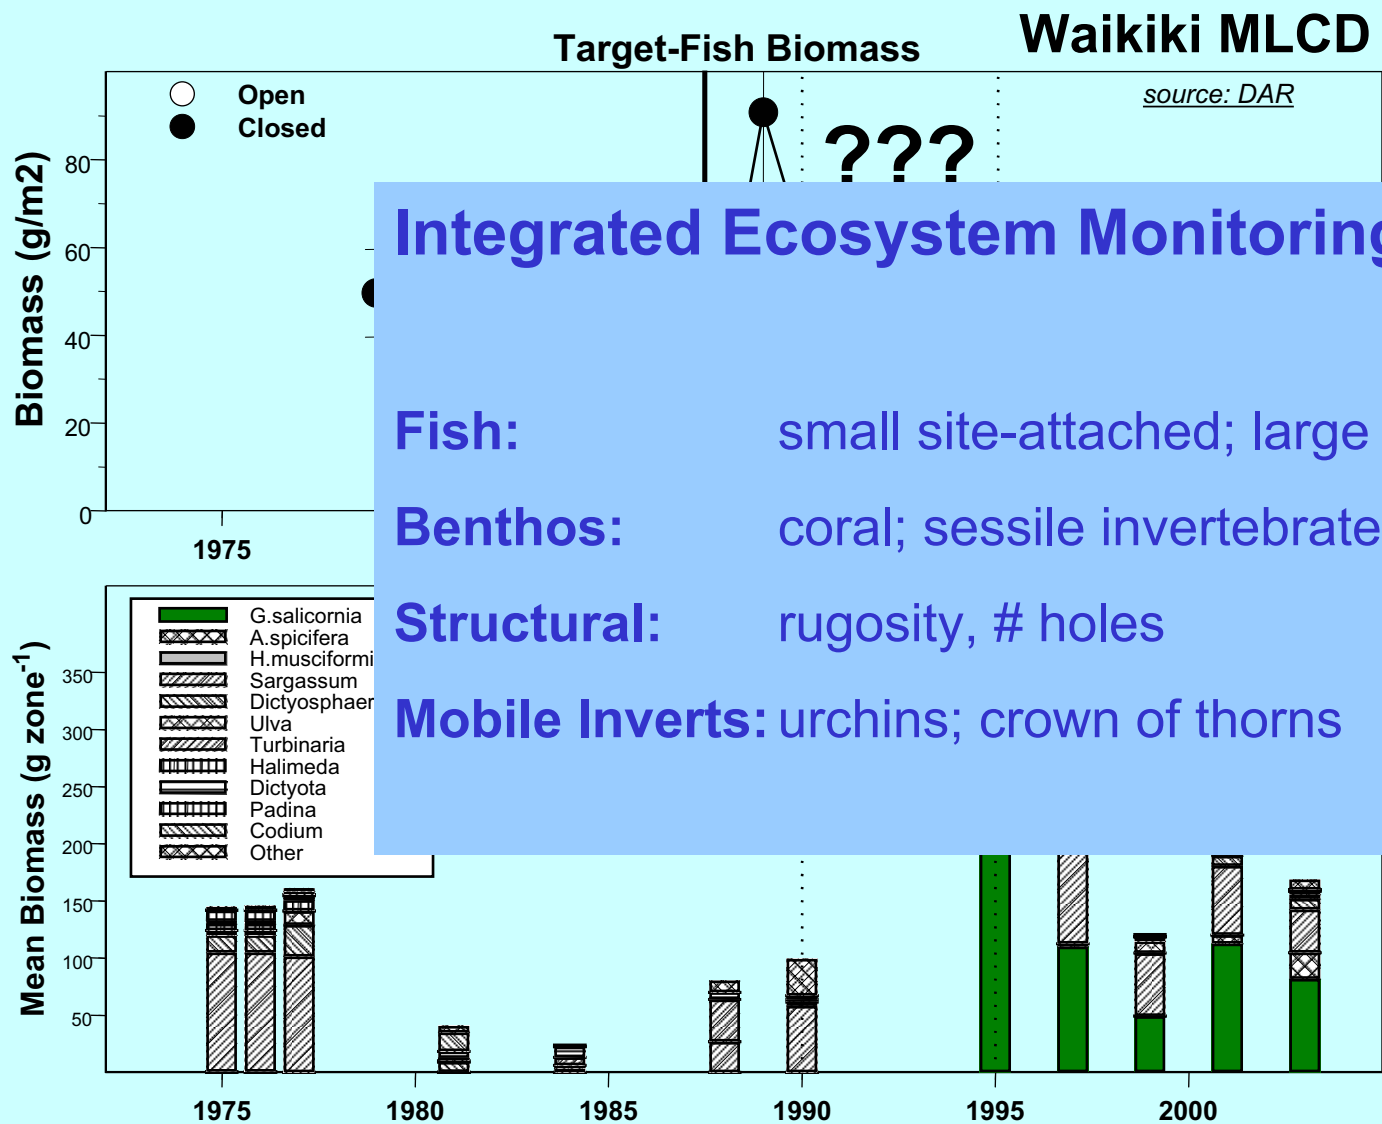 Waikiki MLCD
Target-Fish Biomass
source: DAR
Open
Closed
???
Biomass (g/m2)
80
60
40
20
0
1975
Integrated Ecosystem Monitoring
Fish: small site-attached; large
Benthos: coral; sessile invertebrate
Structural: rugosity, # holes
Mobile Inverts: urchins; crown of thorns
G.salicornia
A.spicifera
H.musciformi
Sargassum
Dictyosphaer
Ulva
Turbinaria
Halimeda
Dictyota
Padina
Codium
Other
Mean Biomass (g zone-1)
350
300
250
200
150
100
50
1975 1980 1985 1990 1995 2000